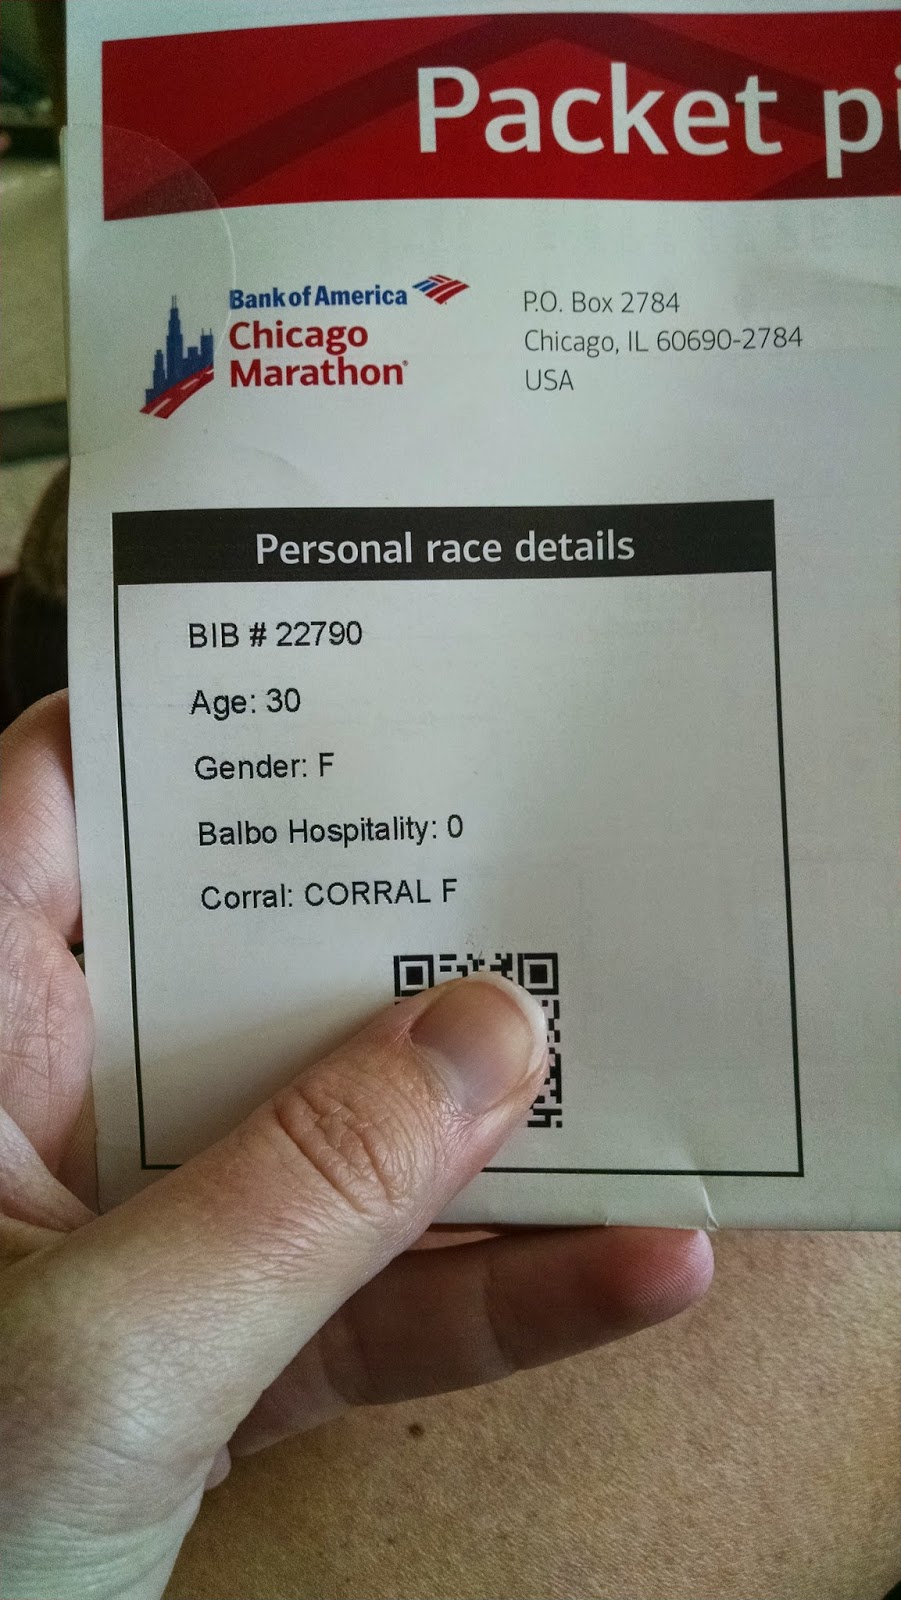 Packet pi
Bank of America
Chicago
Marathon®
P.O. Box 2784
Chicago, IL 60690-2784
USA
Personal race details
BIB # 22790
Age: 30
Gender: F
Balbo Hospitality: 0
Corral: CORRAL F